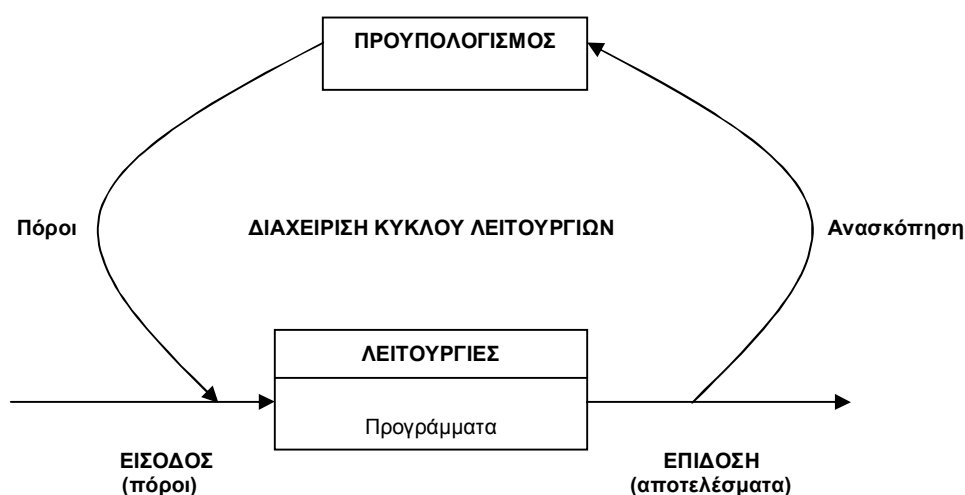 ΠΡΟΥΠΟΛΟΓΙΣΜΟΣ
Πόροι
ΔΙΑΧΕΙΡΙΣΗ ΚΥΚΛΟΥ ΛΕΙΤΟΥΡΓΙΩΝ
Ανασκόπηση
ΛΕΙΤΟΥΡΓΙΕΣ
Προγράμματα
ΕΙΣΟΔΟΣ
(πόροι)
ΕΠΙΔΟΣΗ
(αποτελέσματα)